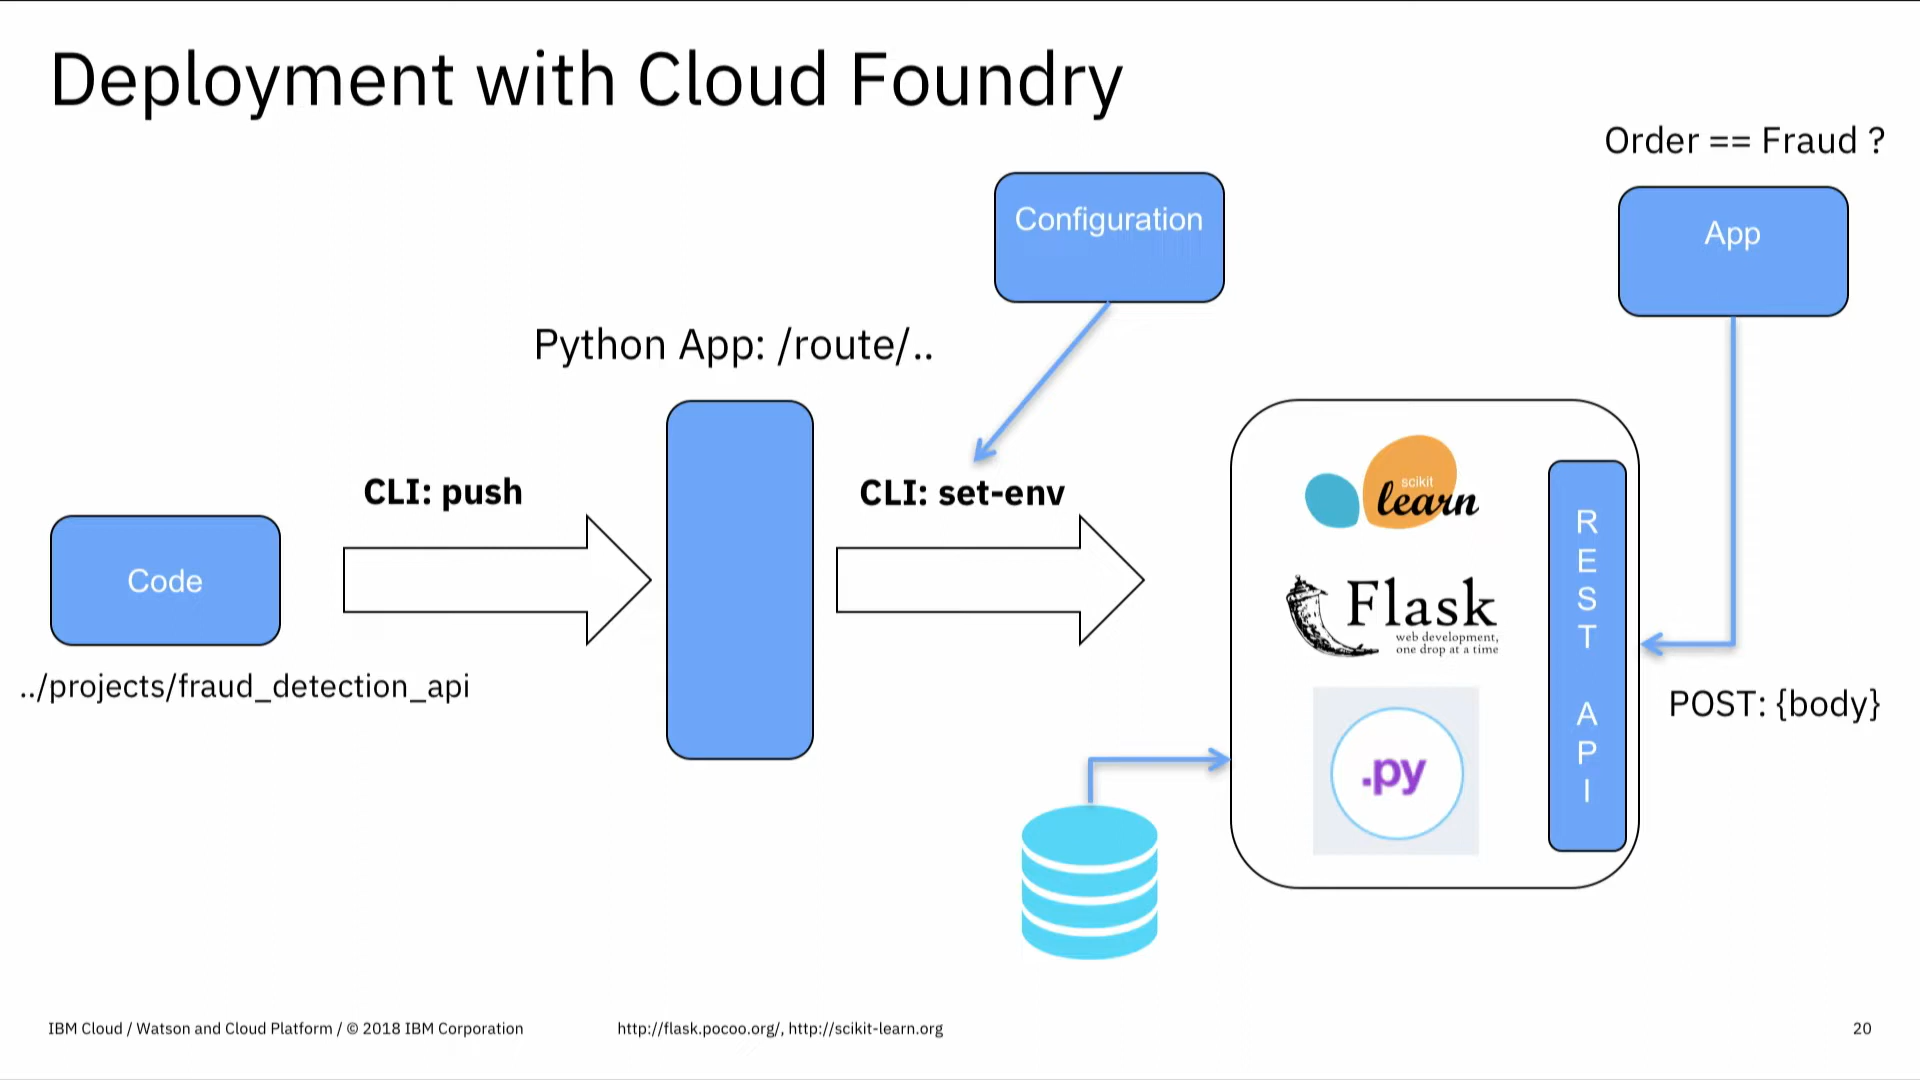 Deployment with Cloud Foundry
Order == Fraud ?
Configuration
App
Python App: /route/..
CLI: push
CLI: set-env
Code
../projects/fraud_detection_api
scikit
learn
Flask
web development,
one drop at a time
.py
R
E
S
T
A
P
I
POST: {body}
IBM Cloud / Watson and Cloud Platform / © 2018 IBM Corporation
http://flask.pocoo.org/, http://scikit-learn.org
20